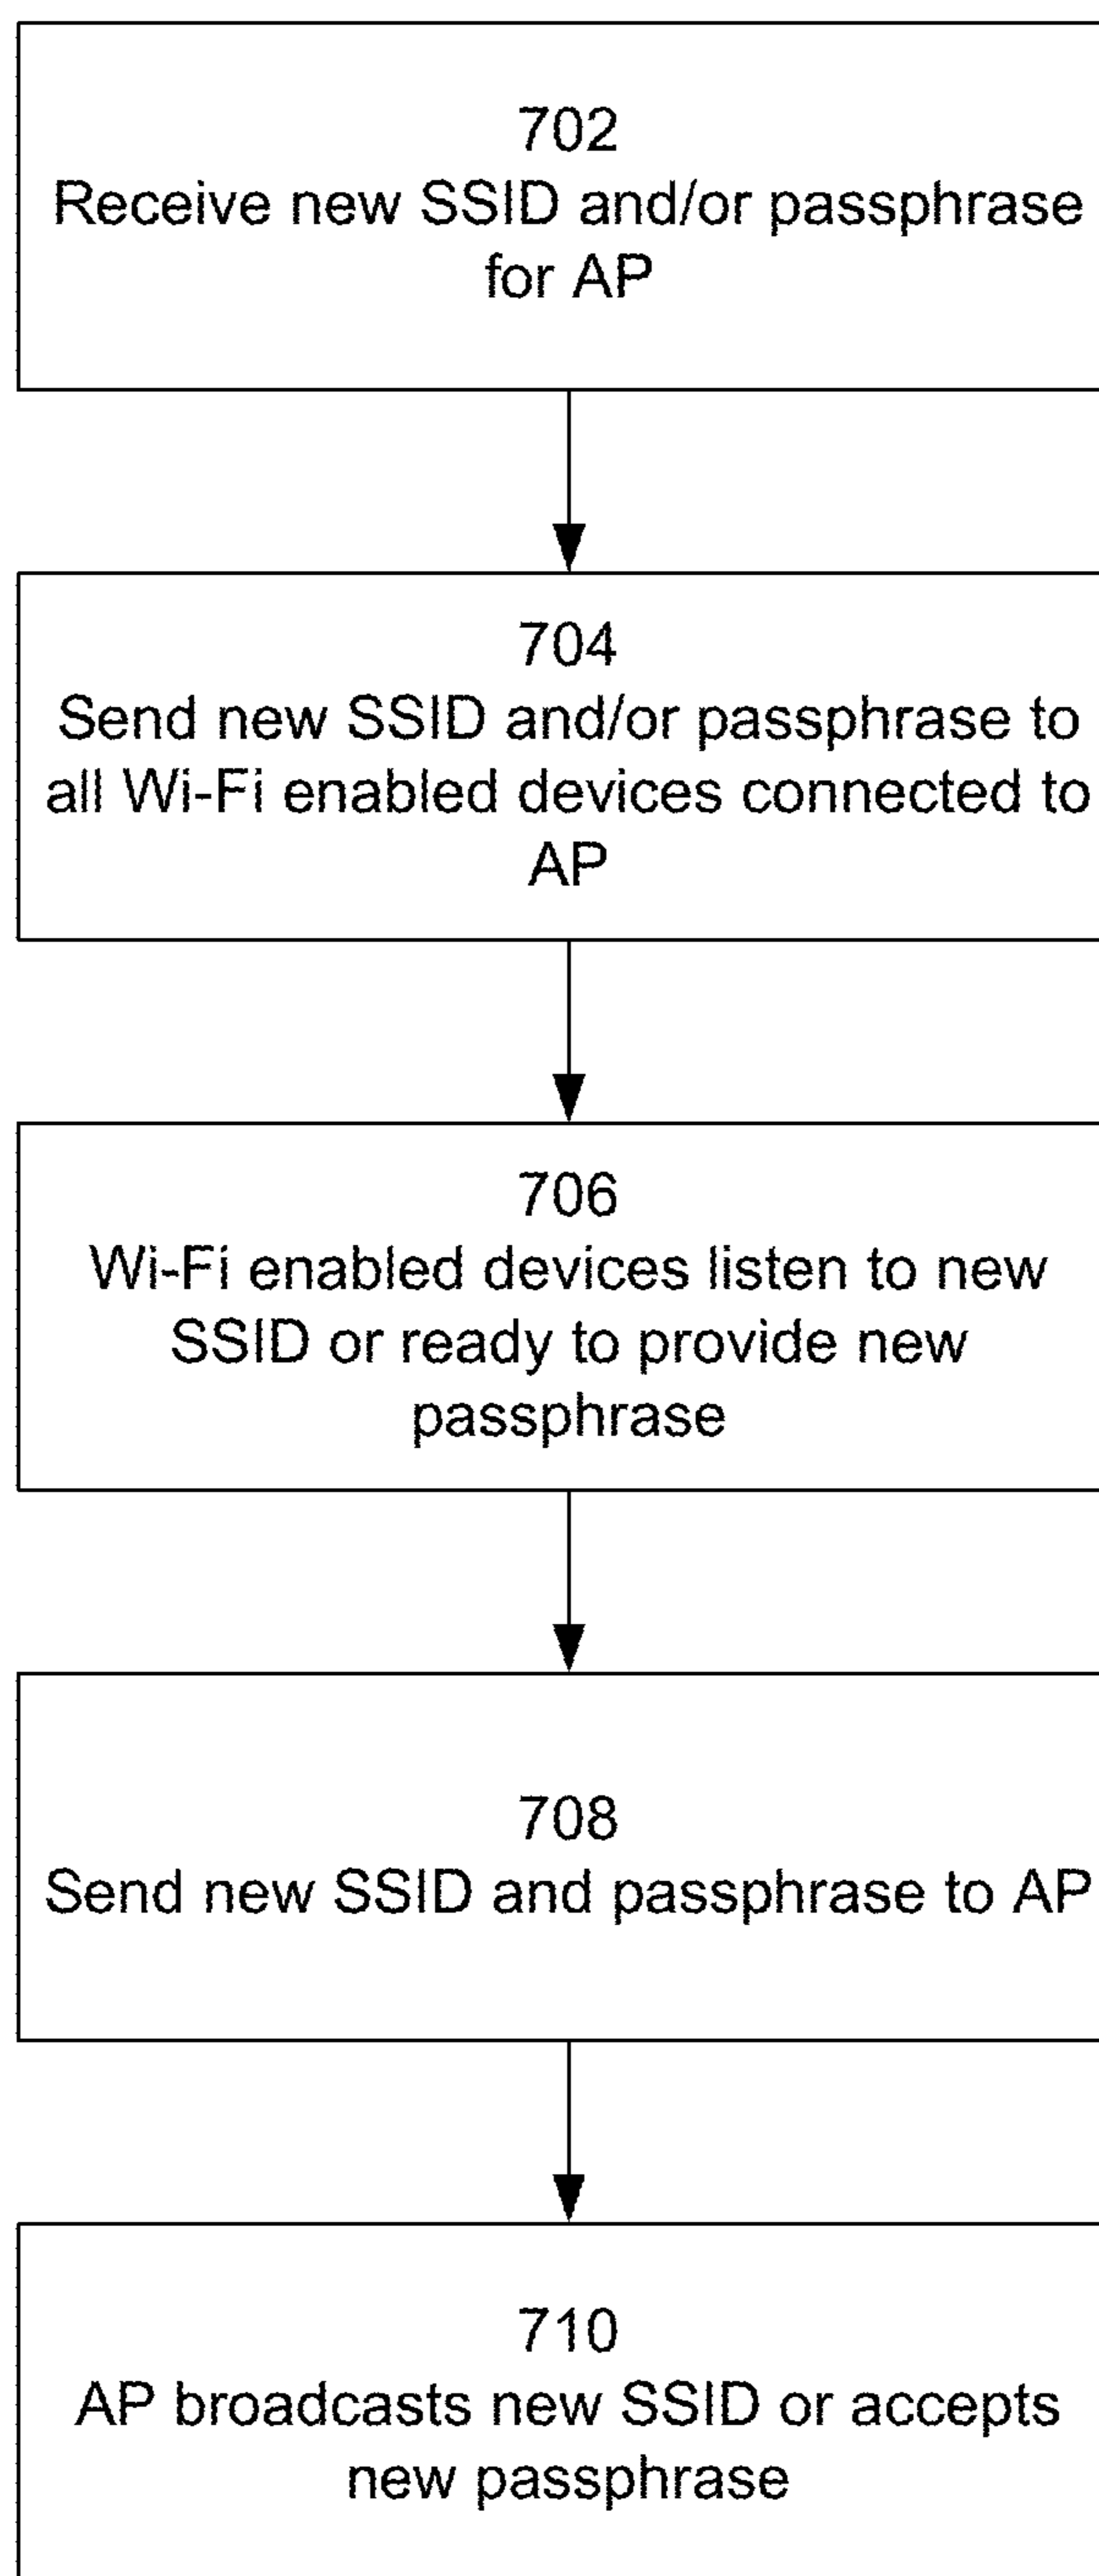 702
Receive new SSID and/or passphrase
for AP
704
Send new SSID and/or passphrase to
all Wi-Fi enabled devices connected to
AP
706
Wi-Fi enabled devices listen to new
SSID or ready to provide new
passphrase
708
Send new SSID and passphrase to AP
710
AP broadcasts new SSID or accepts
new passphrase